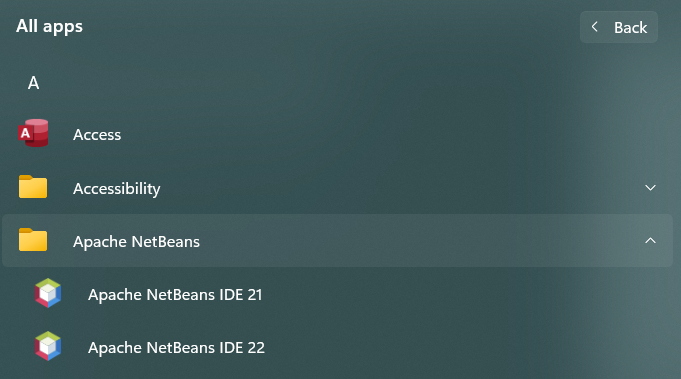 All apps
Back
A
A Access
Accessibility
Apache NetBeans
Apache NetBeans IDE 21
Apache NetBeans IDE 22